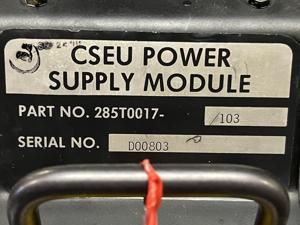 CSEU POWER
SUPPLY MODULE
PART NO. 285T0017- /103
SERIAL NO. D00803